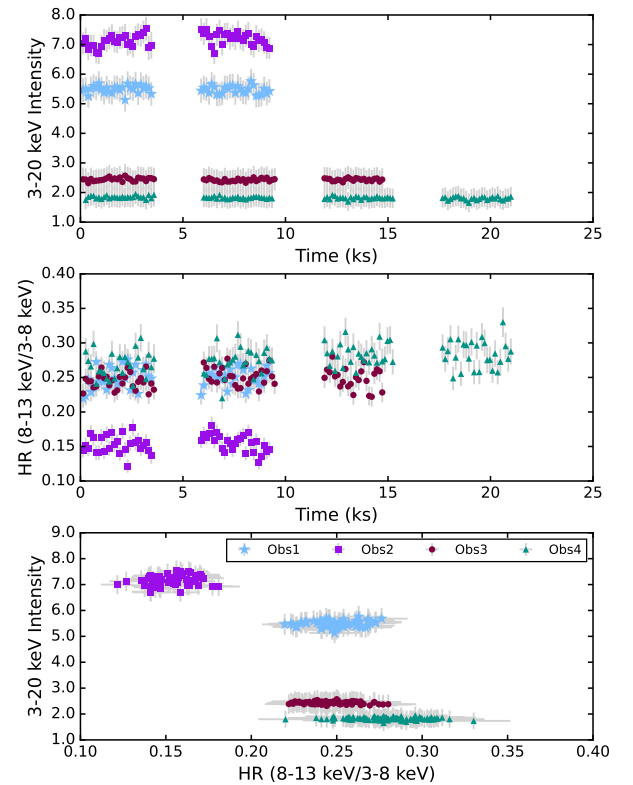 8.0
7.0
6.0
5.0
4.0
3.0
2.0
1.0
3-20 keV Intensity
0 5 10 15 20 25
Time (ks)
0.40
0.35
0.30
0.25
0.20
0.15
0.10
HR (8-13 keV/3-8 keV)
0 5 10 15 20 25
Time (ks)
9.0
8.0
7.0
6.0
5.0
4.0
3.0
2.0
1.0
3-20 keV Intensity
Obs1 Obs2 Obs3 Obs4
0.10 0.15 0.20 0.25 0.30 0.35 0.40
HR (8-13 keV/3-8 keV)